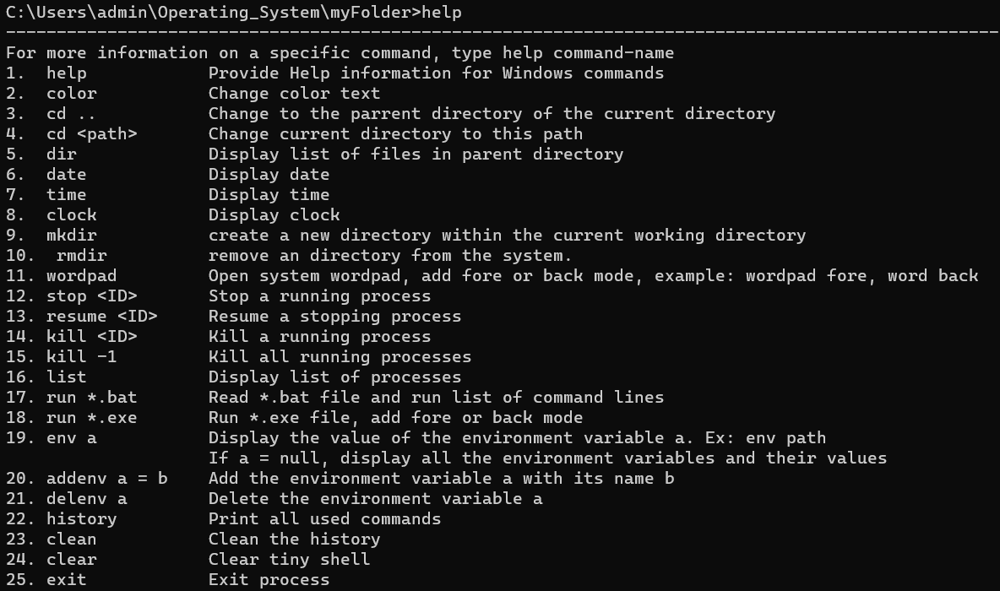 C:\Users\admin\Operating_System\myFolder>help
--------------------------------------------------------------------------------------------------
For more information on a specific command, type help command-name
1.  help            Provide Help information for Windows commands
2.  color           Change color text
3.  cd ..           Change to the parrent directory of the current directory
4.  cd <path>       Change current directory to this path
5.  dir             Display list of files in parent directory
6.  date            Display date
7.  time            Display time
8.  clock           Display clock
9.  mkdir           create a new directory within the current working directory
10.  rmdir          remove an directory from the system.
11. wordpad         Open system wordpad, add fore or back mode, example: wordpad fore, word back
12. stop <ID>       Stop a running process
13. resume <ID>     Resume a stopping process
14. kill <ID>       Kill a running process
15. kill -1         Kill all running processes
16. list            Display list of processes
17. run *.bat       Read *.bat file and run list of command lines
18. run *.exe       Run *.exe file, add fore or back mode
19. env a           Display the value of the environment variable a. Ex: env path
                    If a = null, display all the environment variables and their values
20. addenv a = b    Add the environment variable a with its name b
21. delenv a        Delete the environment variable a
22. history         Print all used commands
23. clean           Clean the history
24. clear           Clear tiny shell
25. exit            Exit process